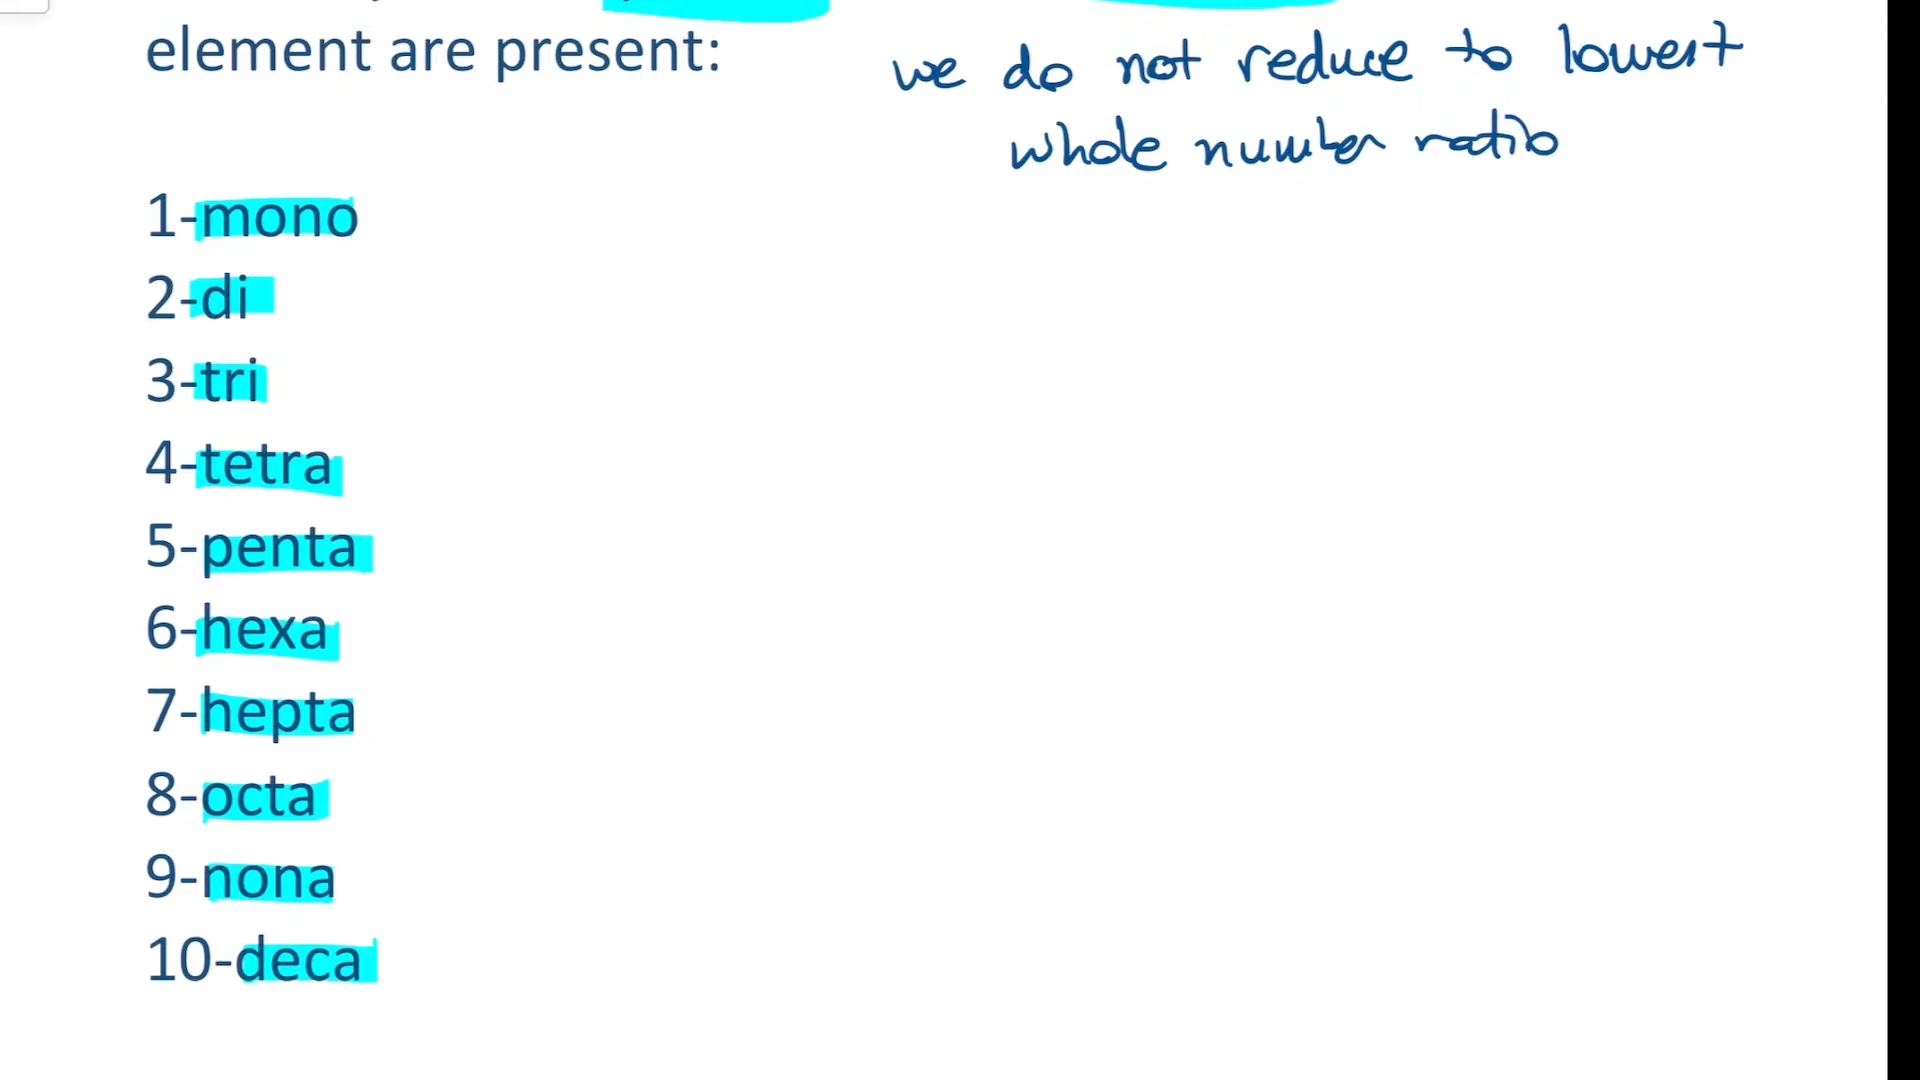 element are present:
we do not reduce to lowest
whole number ratio
1-mono
2-di
3-tri
4-tetra
5-penta
6-hexa
7-hepta
8-octa
9-nona
10-deca